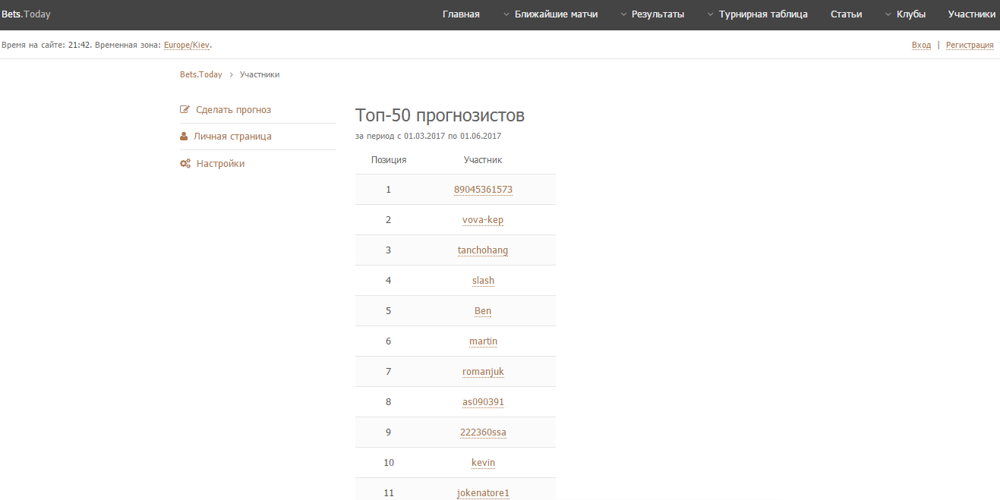 Bets.Today Главная Ближайшие матчи Результаты Турнирная таблица Статьи Клубы Участники
Время на сайте: 21:42. Временная зона: Europe/Kiev. Вход | Регистрация
Bets.Today > Участники
Сделать прогноз
Личная страница
Настройки
Топ-50 прогнозистов
за период с 01.03.2017 по 01.06.2017
Позиция Участник
1 89045361573
2 vova-kep
3 tanchohang
4 slash
5 Ben
6 martin
7 romanjuk
8 as090391
9 222360ssa
10 kevin
11 jokenatore1